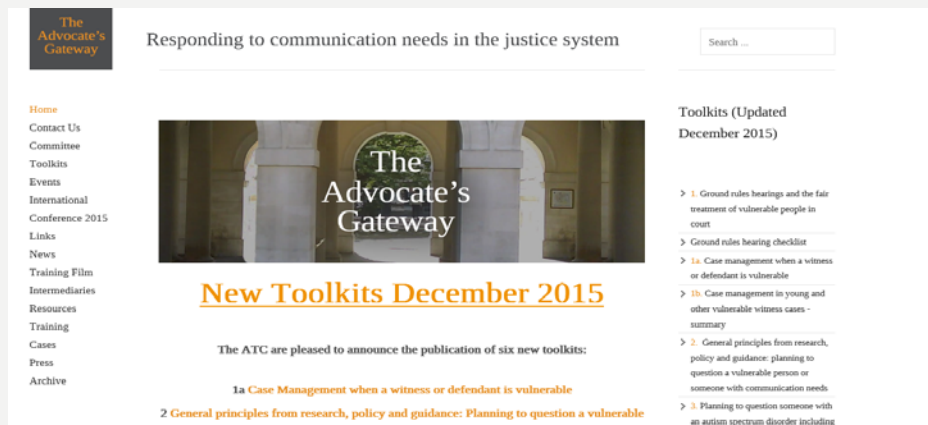 The
Advocate's
Gateway
Responding to communication needs in the justice system
Search ...
Home
Contact Us
Committee
Toolkits
Events
International
Conference 2015
Links
News
Training Film
Intermediaries
Resources
Training
Cases
Press
Archive
The
Advocate's
Gateway
New Toolkits December 2015
The ATC are pleased to announce the publication of six new toolkits:
1a Case Management when a witness or defendant is vulnerable
2 General principles from research, policy and guidance: Planning to question a vulnerable
Toolkits (Updated
December 2015)
1. Ground rules hearings and the fair
treatment of vulnerable people in
court
Ground rules hearing checklist
1a. Case management when a witness
or defendant is vulnerable
1b. Case management in young and
other vulnerable witness cases -
summary
2. General principles from research,
policy and guidance: planning to
question a vulnerable person or
someone with communication needs
3. Planning to question someone with
an autism spectrum disorder including